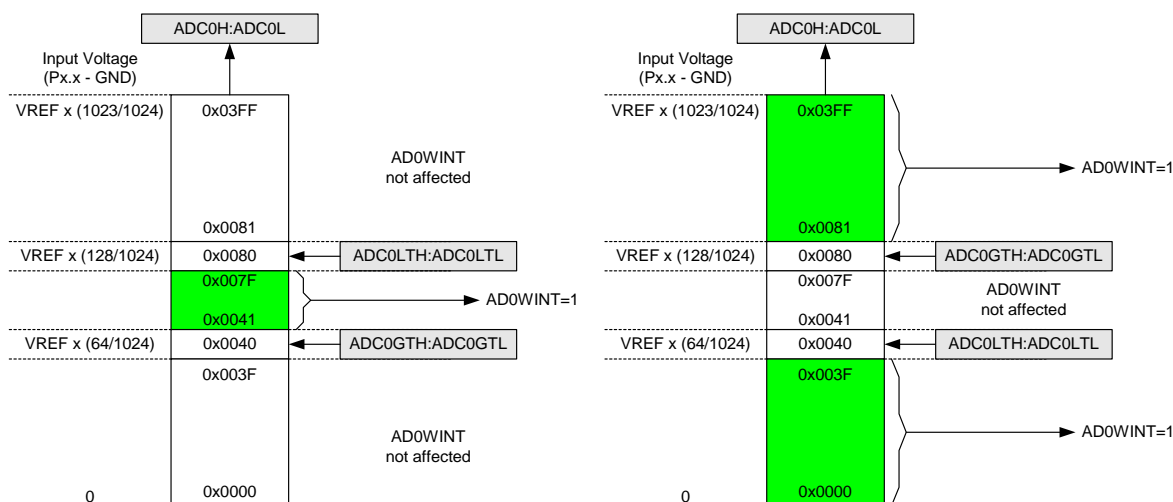 ADC0H:ADC0L
Input Voltage
(Px.x - GND)
VREF x (1023/1024)
0x03FF
AD0WINT
not affected
0x0081
VREF x (128/1024)
0x0080
ADC0LTH:ADC0LTL
0x007F
AD0WINT=1
0x0041
VREF x (64/1024)
0x0040
ADC0GTH:ADC0GTL
0x003F
AD0WINT
not affected
0
0x0000
ADC0H:ADC0L
Input Voltage
(Px.x - GND)
VREF x (1023/1024)
0x03FF
AD0WINT=1
0x0081
VREF x (128/1024)
0x0080
ADC0GTH:ADC0GTL
0x007F
AD0WINT
not affected
0x0041
VREF x (64/1024)
0x0040
ADC0LTH:ADC0LTL
0x003F
AD0WINT=1
0
0x0000